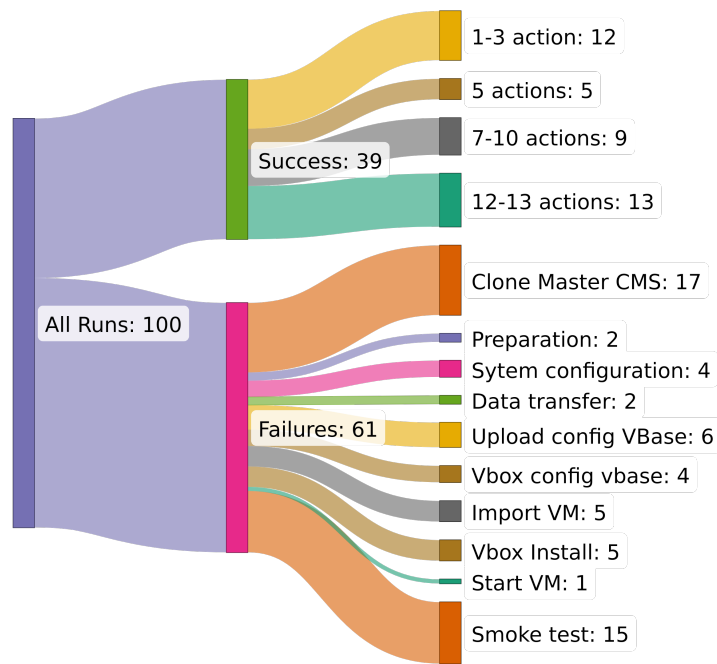 1-3 action: 12
5 actions: 5
7-10 actions: 9
Success: 39
12-13 actions: 13
Clone Master CMS: 17
All Runs: 100
Preparation: 2
Sytem configuration: 4
Data transfer: 2
Failures: 61
Upload config VBase: 6
Vbox config vbase: 4
Import VM: 5
Vbox Install: 5
Start VM: 1
Smoke test: 15